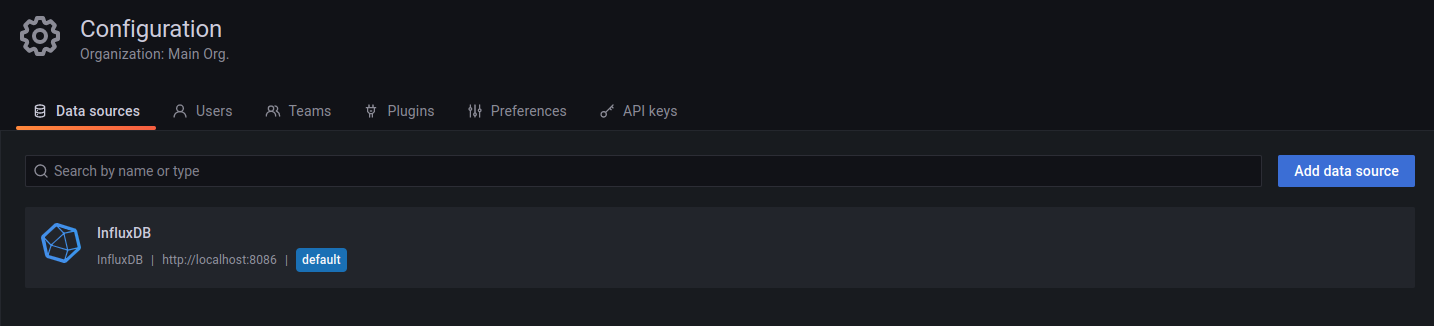 Configuration
Organization: Main Org.
Data sources Users Teams Plugins Preferences API keys
Search by name or type Add data source
InfluxDB
InfluxDB | http://localhost:8086 | default